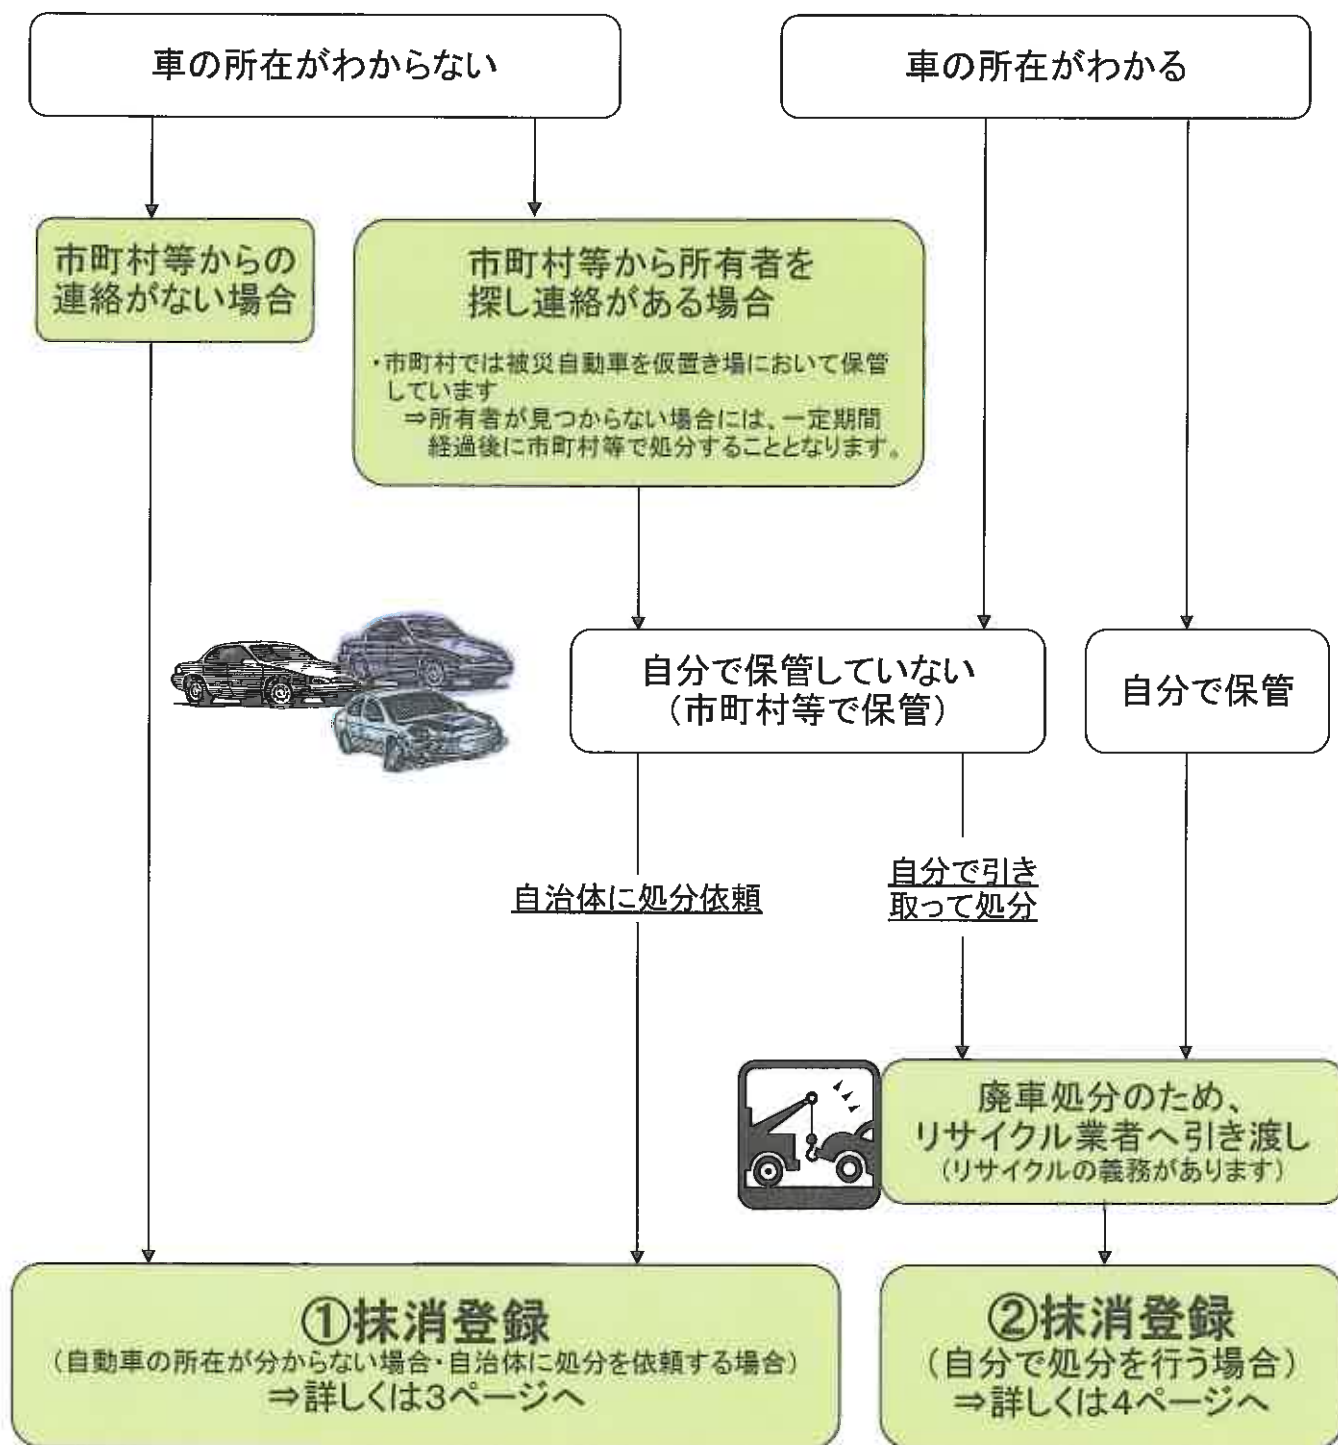 車の所在がわからない
車の所在がわかる
市町村等からの
連絡がない場合
市町村等から所有者を
探し連絡がある場合
・市町村では被災自動車を仮置き場において保管
しています
⇒所有者が見つからない場合には、一定期間
経過後に市町村等で処分することとなります。
自分で保管していない
(市町村等で保管)
自分で保管
自治体に処分依頼
自分で引き
取って処分
廃車処分のため、
リサイクル業者へ引き渡し
(リサイクルの義務があります)
①抹消登録
(自動車の所在が分からない場合・自治体に処分を依頼する場合)
⇒詳しくは3ページへ
②抹消登録
(自分で処分を行う場合)
⇒詳しくは4ページへ